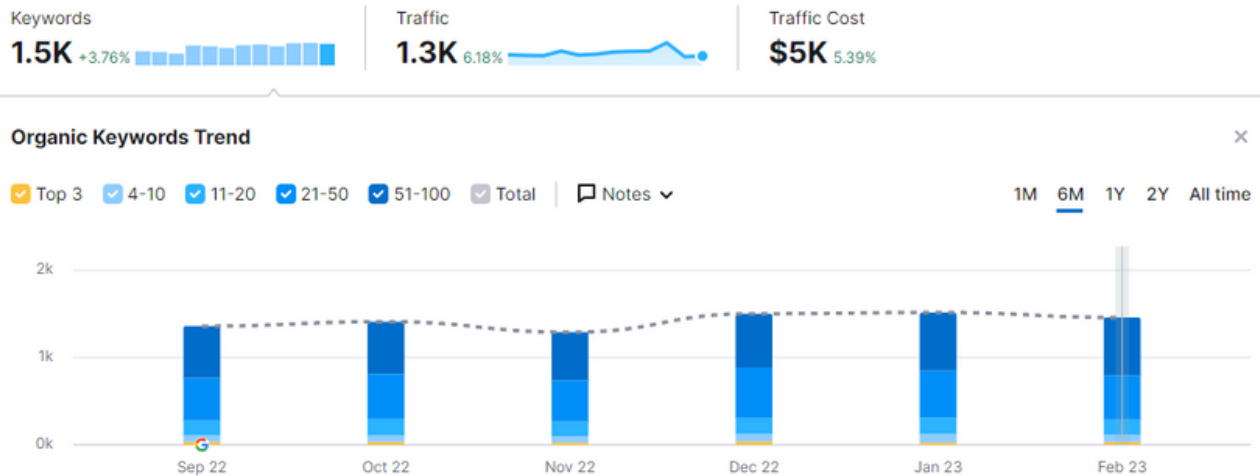 Keywords Traffic Traffic Cost
1.5K +3.76% 1.3K 6.18% $5K 5.39%
Organic Keywords Trend
Top 3 4-10 11-20 21-50 51-100 Total Notes 1M 6M 1Y 2Y All time
2k
1k
0k
Sep 22 Oct 22 Nov 22 Dec 22 Jan 23 Feb 23